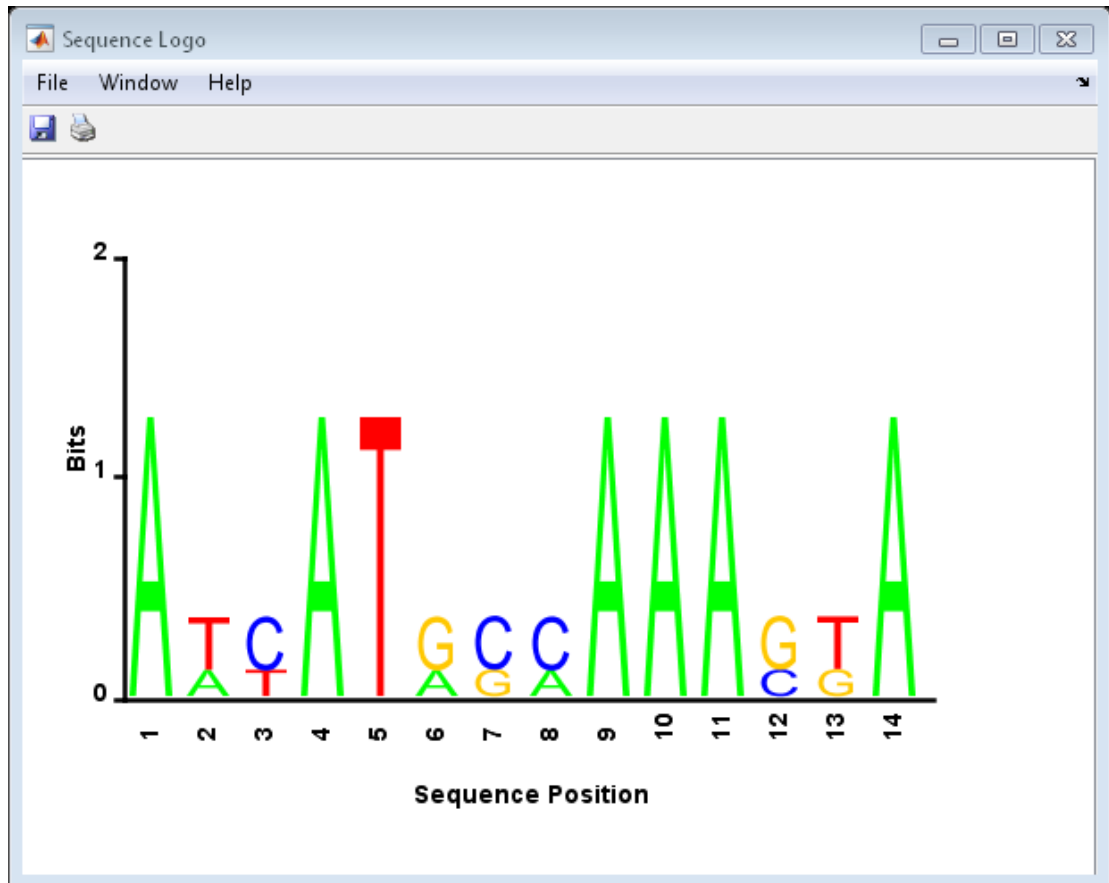 Sequence Logo
File Window Help
2
Bits
1
0
A T C A T G C C A A A G T A
A T A G A C G
1 2 3 4 5 6 7 8 9 10 11 12 13 14
Sequence Position